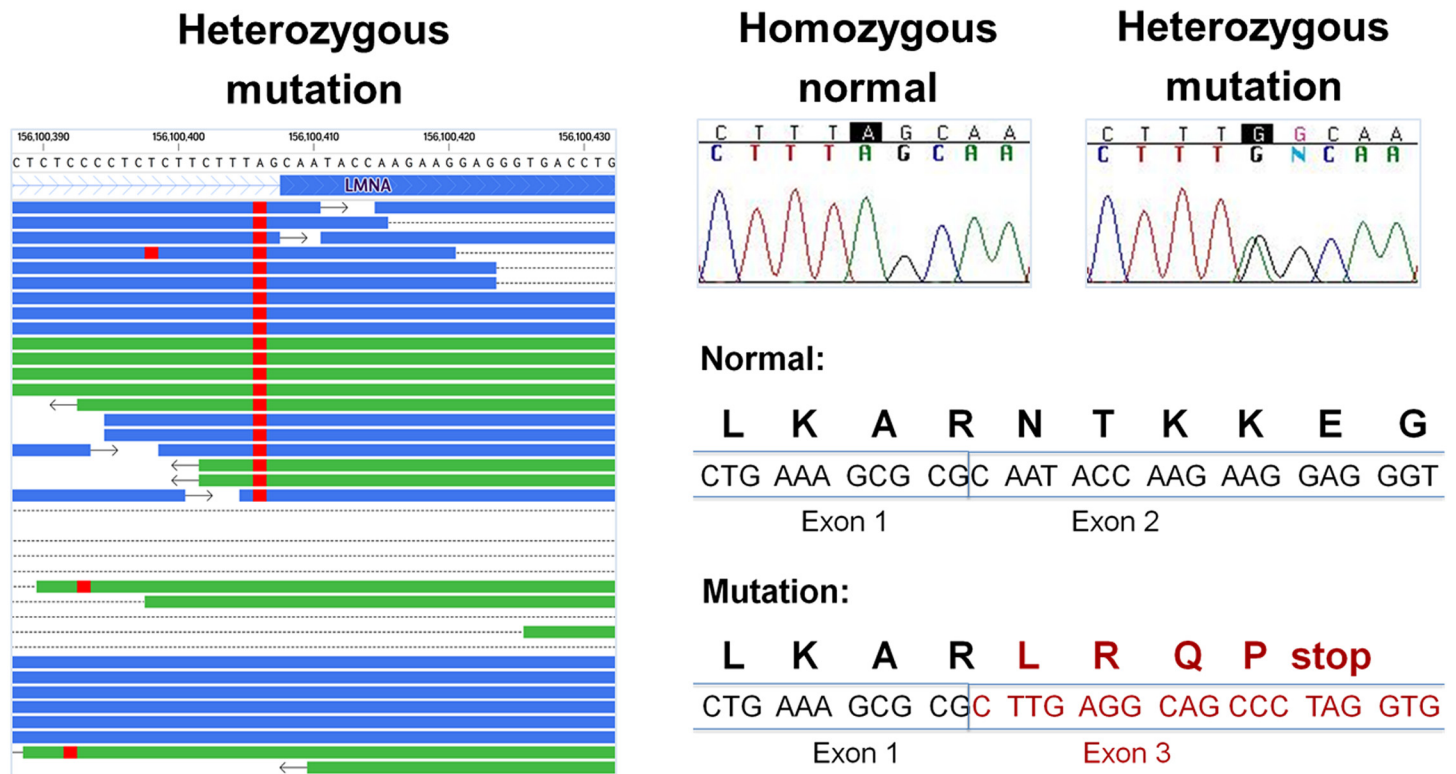 Heterozygous
mutation
156,100,390 156,100,400 156,100,410 156,100,420 156,100,430
C T C T C C C C T C T C T T C T T T A G C A A T A C C A A G A A G G A G G G T G A C C T G
LMNA
Homozygous
normal
C T T T A G C A A
C T T T A G C A A
Heterozygous
mutation
C T T T G G C A A
C T T T G N C A A
Normal:
L K A R N T K K E G
CTG AAA GCG CGC AAT ACC AAG AAG GAG GGT
Exon 1 Exon 2
Mutation:
L K A R L R Q P stop
CTG AAA GCG CGC TTG AGG CAG CCC TAG GTG
Exon 1 Exon 3